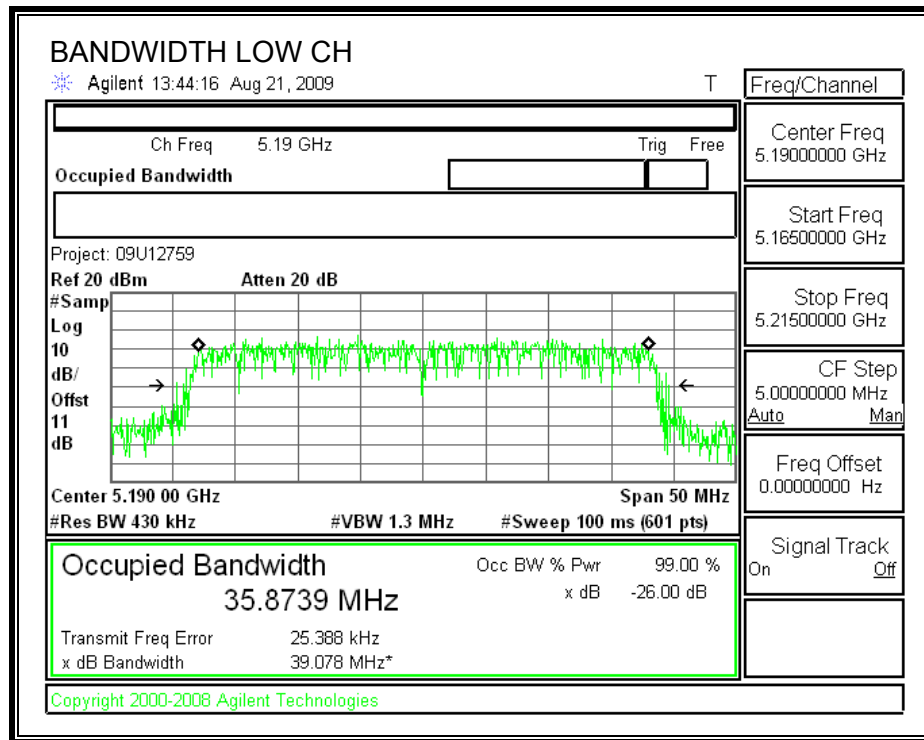 BANDWIDTH LOW CH
Agilent 13:44:16 Aug 21, 2009 T
Freq/Channel
Ch Freq 5.19 GHz Trig Free
Occupied Bandwidth
Center Freq
5.19000000 GHz
Start Freq
5.16500000 GHz
Stop Freq
5.21500000 GHz
CF Step
5.00000000 MHz
Auto Man
Freq Offset
0.00000000 Hz
Signal Track
On Off
Project: 09U12759
Ref 20 dBm Atten 20 dB
#Samp
Log
10
dB/
Offst
11
dB
Center 5.190 00 GHz Span 50 MHz
#Res BW 430 kHz #VBW 1.3 MHz #Sweep 100 ms (601 pts)
Occupied Bandwidth Occ BW % Pwr 99.00 %
35.8739 MHz x dB -26.00 dB
Transmit Freq Error 25.388 kHz
x dB Bandwidth 39.078 MHz*
Copyright 2000-2008 Agilent Technologies